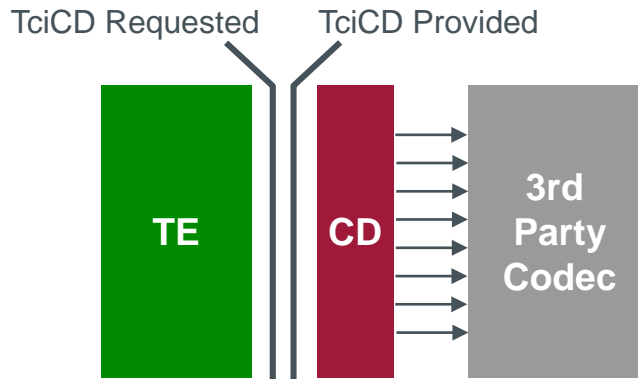 TciCD Requested
TciCD Provided
TE
CD
3rd
Party
Codec